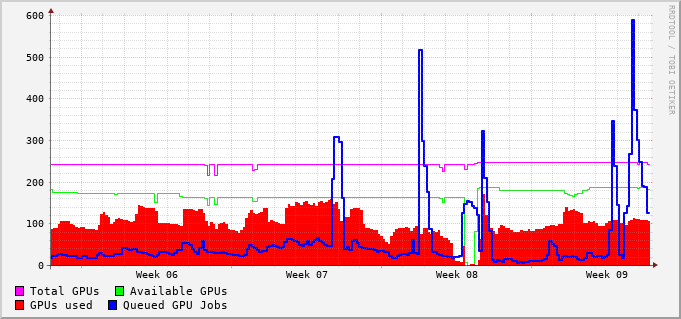 600
500
400
300
200
100
0
Week 06 Week 07 Week 08 Week 09
Total GPUs Available GPUs
GPUs used Queued GPU Jobs
RRDTOOL / TOBI OETIKER